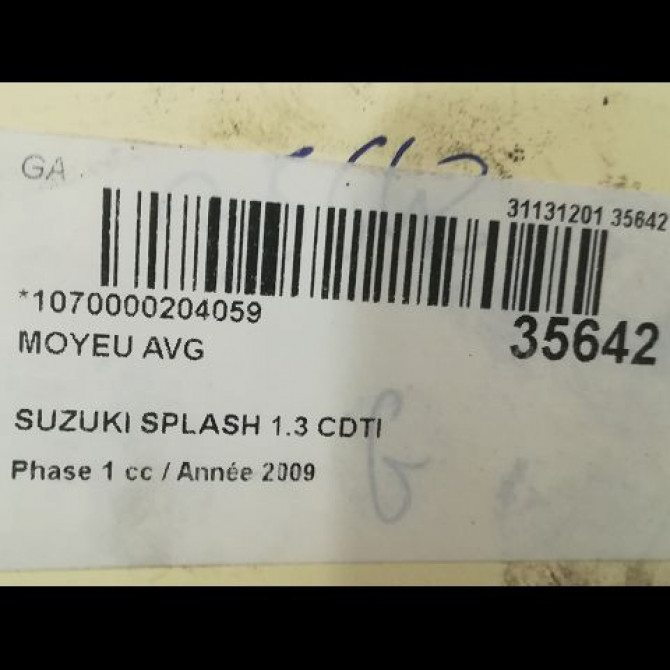 GA
31131201 35642
*1070000204059
35642
MOYEU AVG
SUZUKI SPLASH 1.3 CDTI
Phase 1 cc / Année 2009